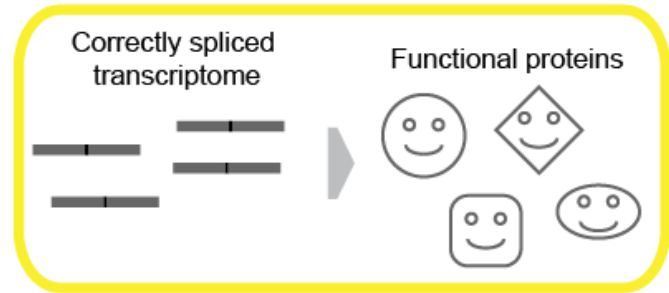 Correctly spliced
transcriptome
Functional proteins